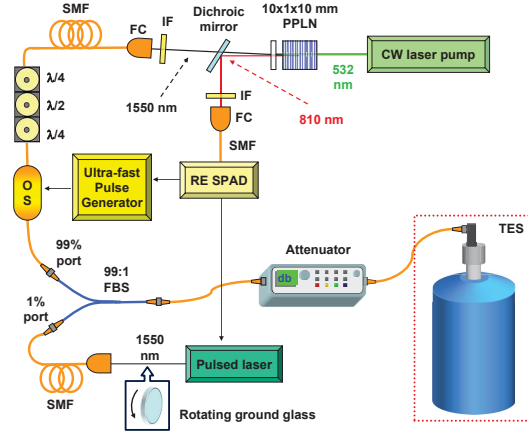 SMF
FC
IF
Dichroic
mirror
10x1x10 mm
PPLN
CW laser pump
532
nm
1550 nm
810 nm
IF
FC
SMF
λ/4
λ/2
λ/4
O
S
Ultra-fast
Pulse
Generator
RE SPAD
99%
port
99:1
FBS
1%
port
Attenuator
db
TES
1550
nm
Pulsed laser
SMF
Rotating ground glass